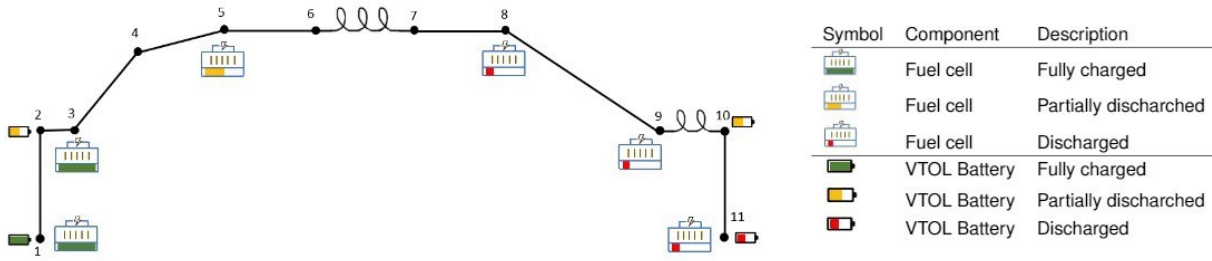 5
6
7
8
4
2
3
9
10
1
11
Symbol Component Description
Fuel cell Fully charged
Fuel cell Partially discharched
Fuel cell Discharged
VTOL Battery Fully charged
VTOL Battery Partially discharched
VTOL Battery Discharged